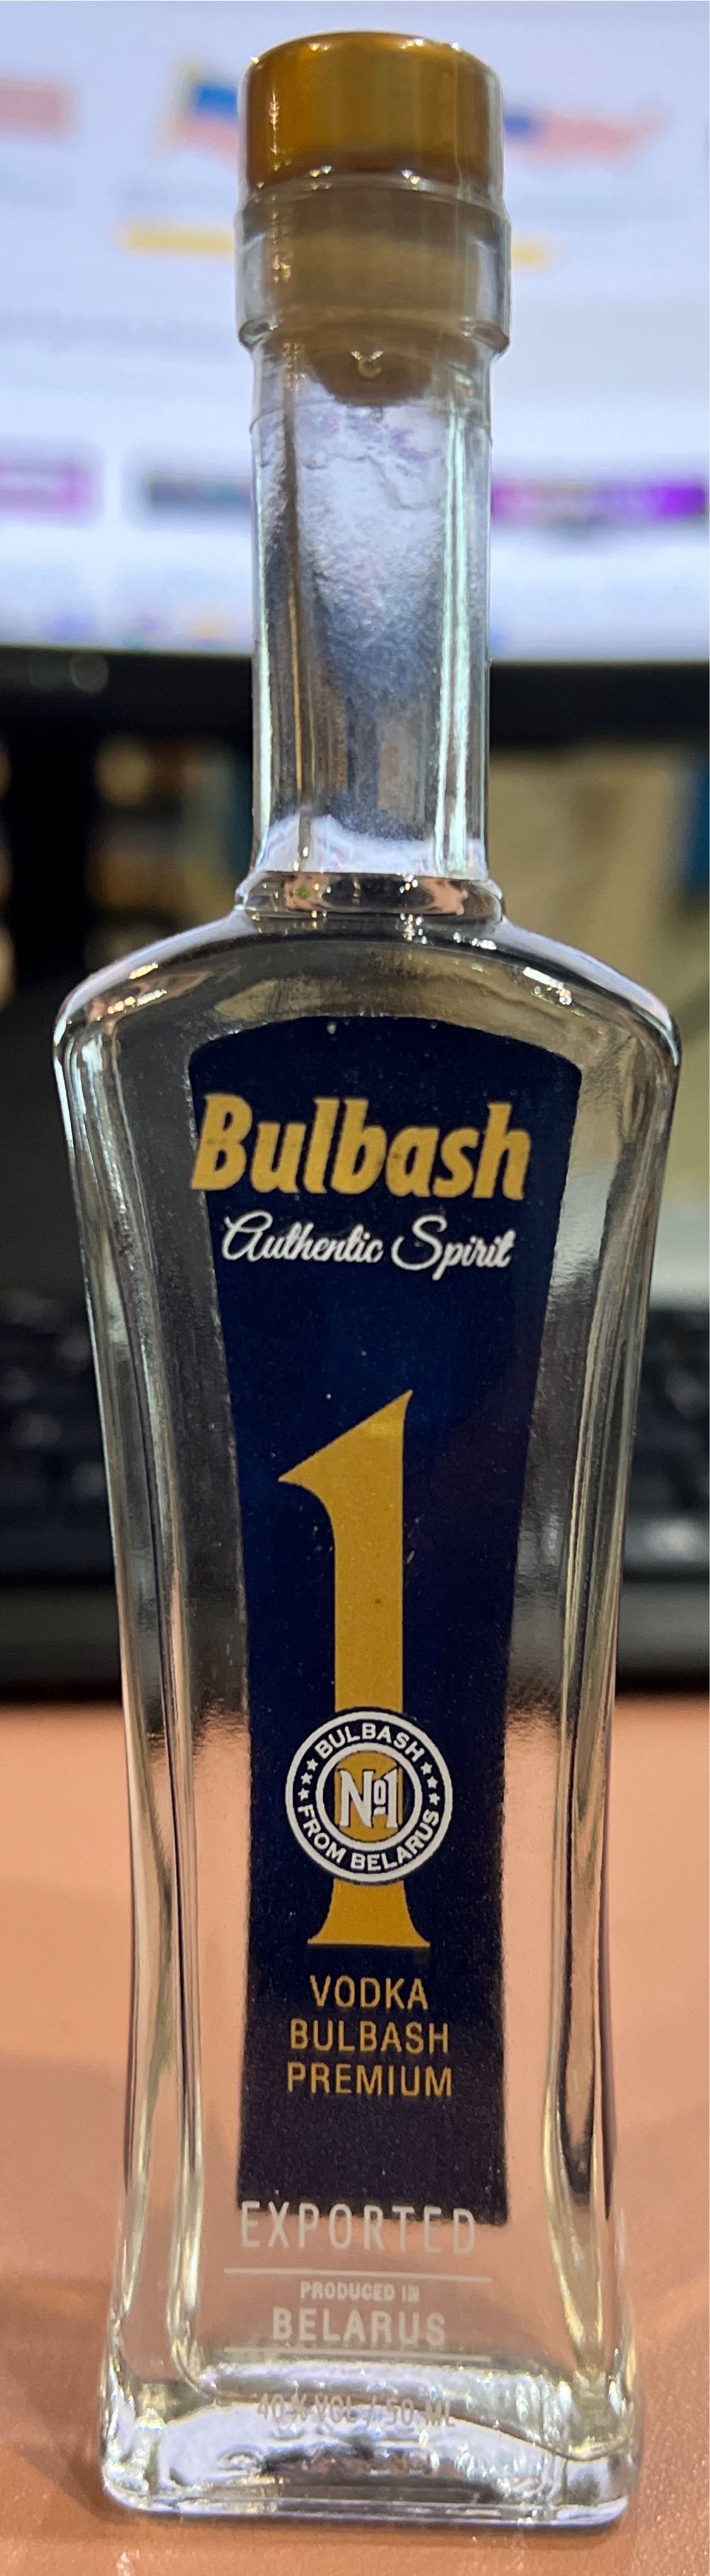 Bulbash
Authentic Spirit
1
BULBASH
№1
FROM BELARUS
VODKA
BULBASH
PREMIUM
EXPORTED
PRODUCED IN
BELARUS
40% VOL / 50 ML